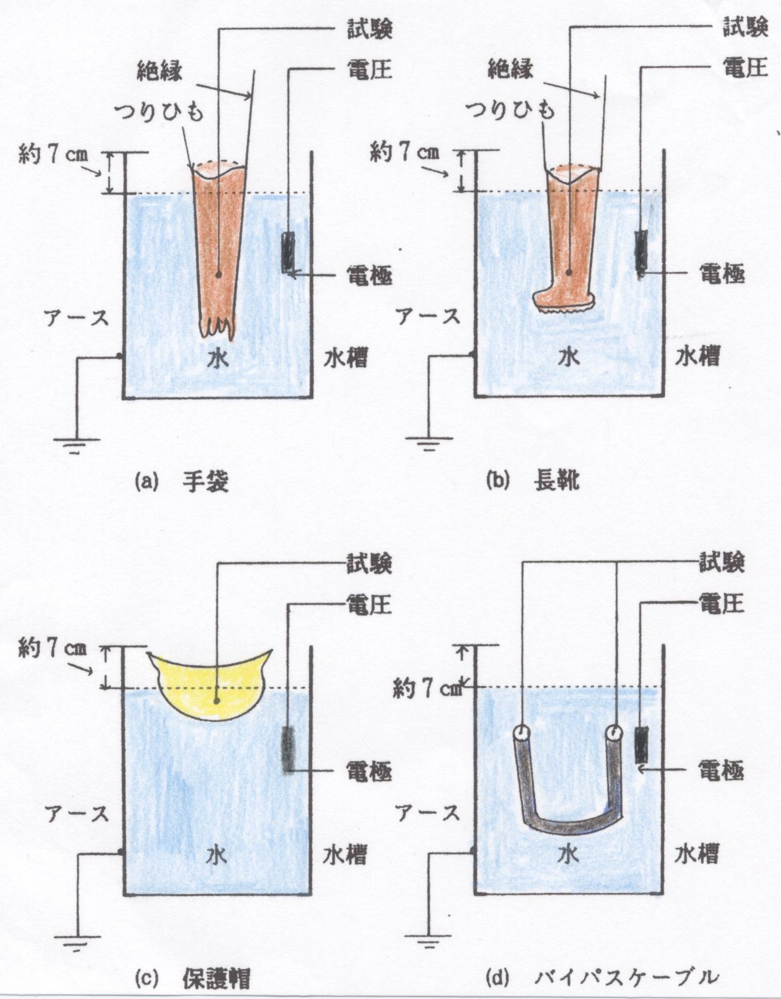 試験
電圧
絶縁
つりひも
約7cm
電極
アース
水
水槽
(a) 手袋
試験
電圧
絶縁
つりひも
約7cm
電極
アース
水
水槽
(b) 長靴
試験
電圧
約7cm
電極
アース
水
水槽
(c) 保護帽
試験
電圧
約7cm
電極
アース
水
水槽
(d) バイパスケーブル